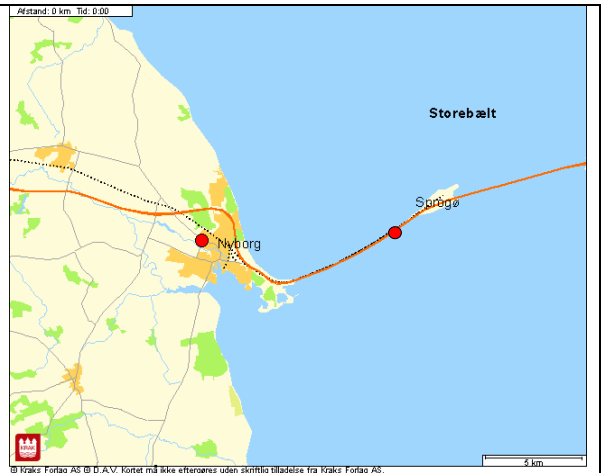 Afstand: 0 km Tid: 0:00
Storebælt
Sprogø
Nyborg
KRAK
5 km
© Kraks Forlag AS © D.A.V. Kortet må ikke eftergøres uden skriftlig tilladelse fra Kraks Forlag AS.